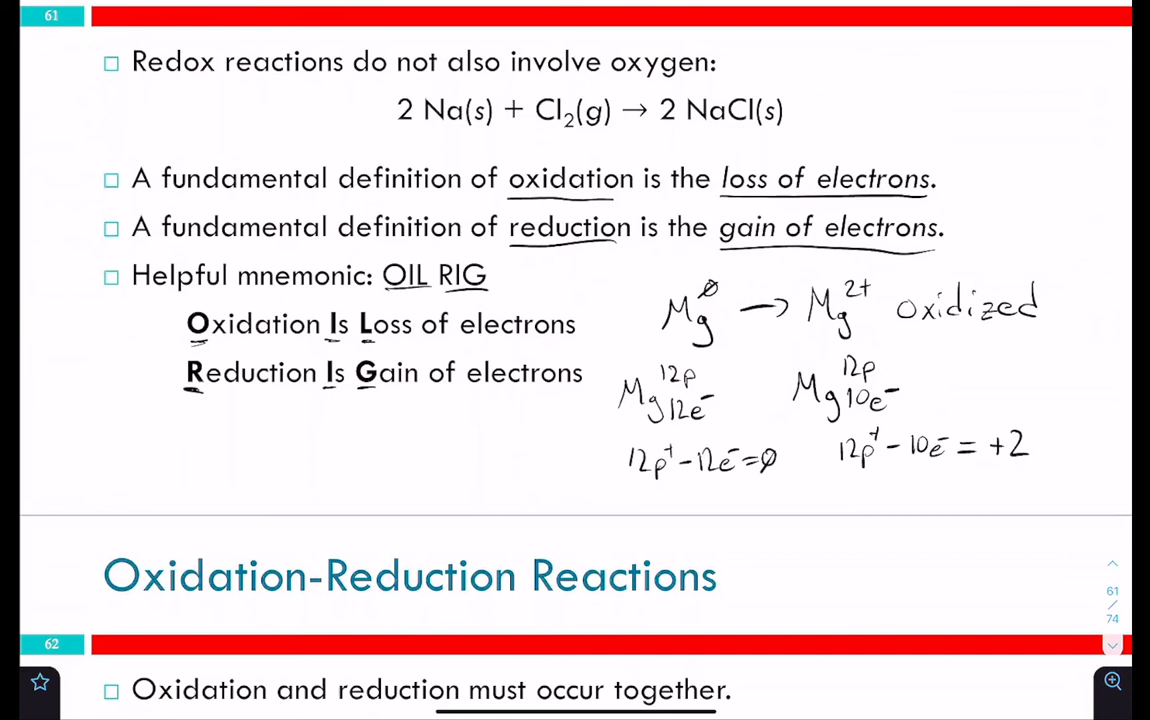 61
Redox reactions do not also involve oxygen:
2 Na(s) + Cl₂(g) → 2 NaCl(s)
A fundamental definition of oxidation is the loss of electrons.
A fundamental definition of reduction is the gain of electrons.
Helpful mnemonic: OIL RIG
Oxidation Is Loss of electrons
Reduction Is Gain of electrons
Mg⁰ → Mg²⁺ oxidized
Mg 12p 12e⁻
Mg 12p 10e⁻
12p⁺ - 12e⁻ = 0
12p⁺ - 10e⁻ = +2
Oxidation-Reduction Reactions
61
/
74
62
Oxidation and reduction must occur together.